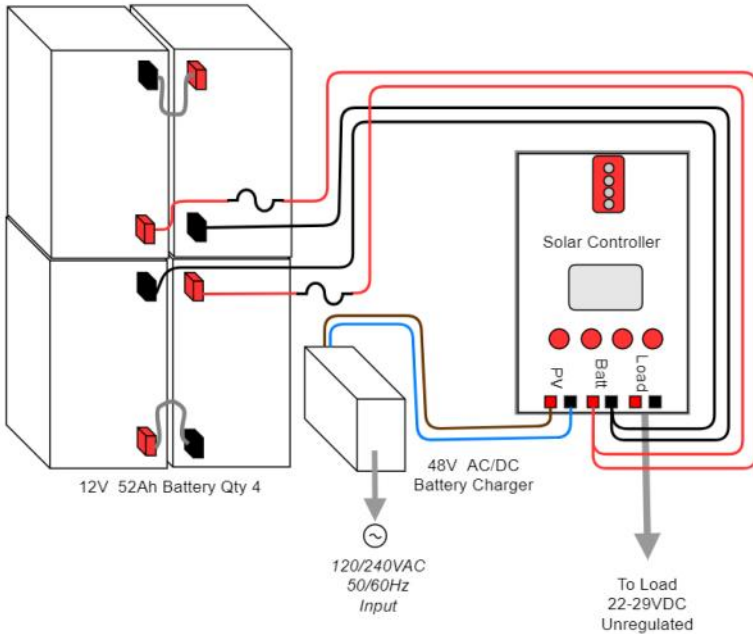 Solar Controller
PV
Batt
Load
12V 52Ah Battery Qty 4
48V AC/DC
Battery Charger
120/240VAC
50/60Hz
Input
To Load
22-29VDC
Unregulated